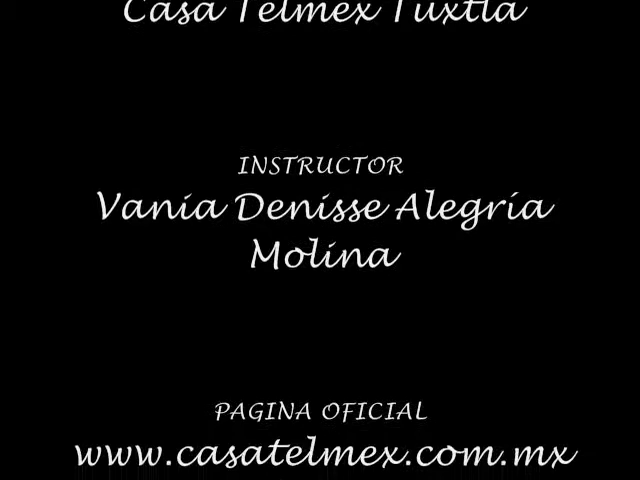 Casa Telmex Tuxtla
INSTRUCTOR
Vania Denisse Alegría
Molina
PAGINA OFICIAL
www.casatelmex.com.mx